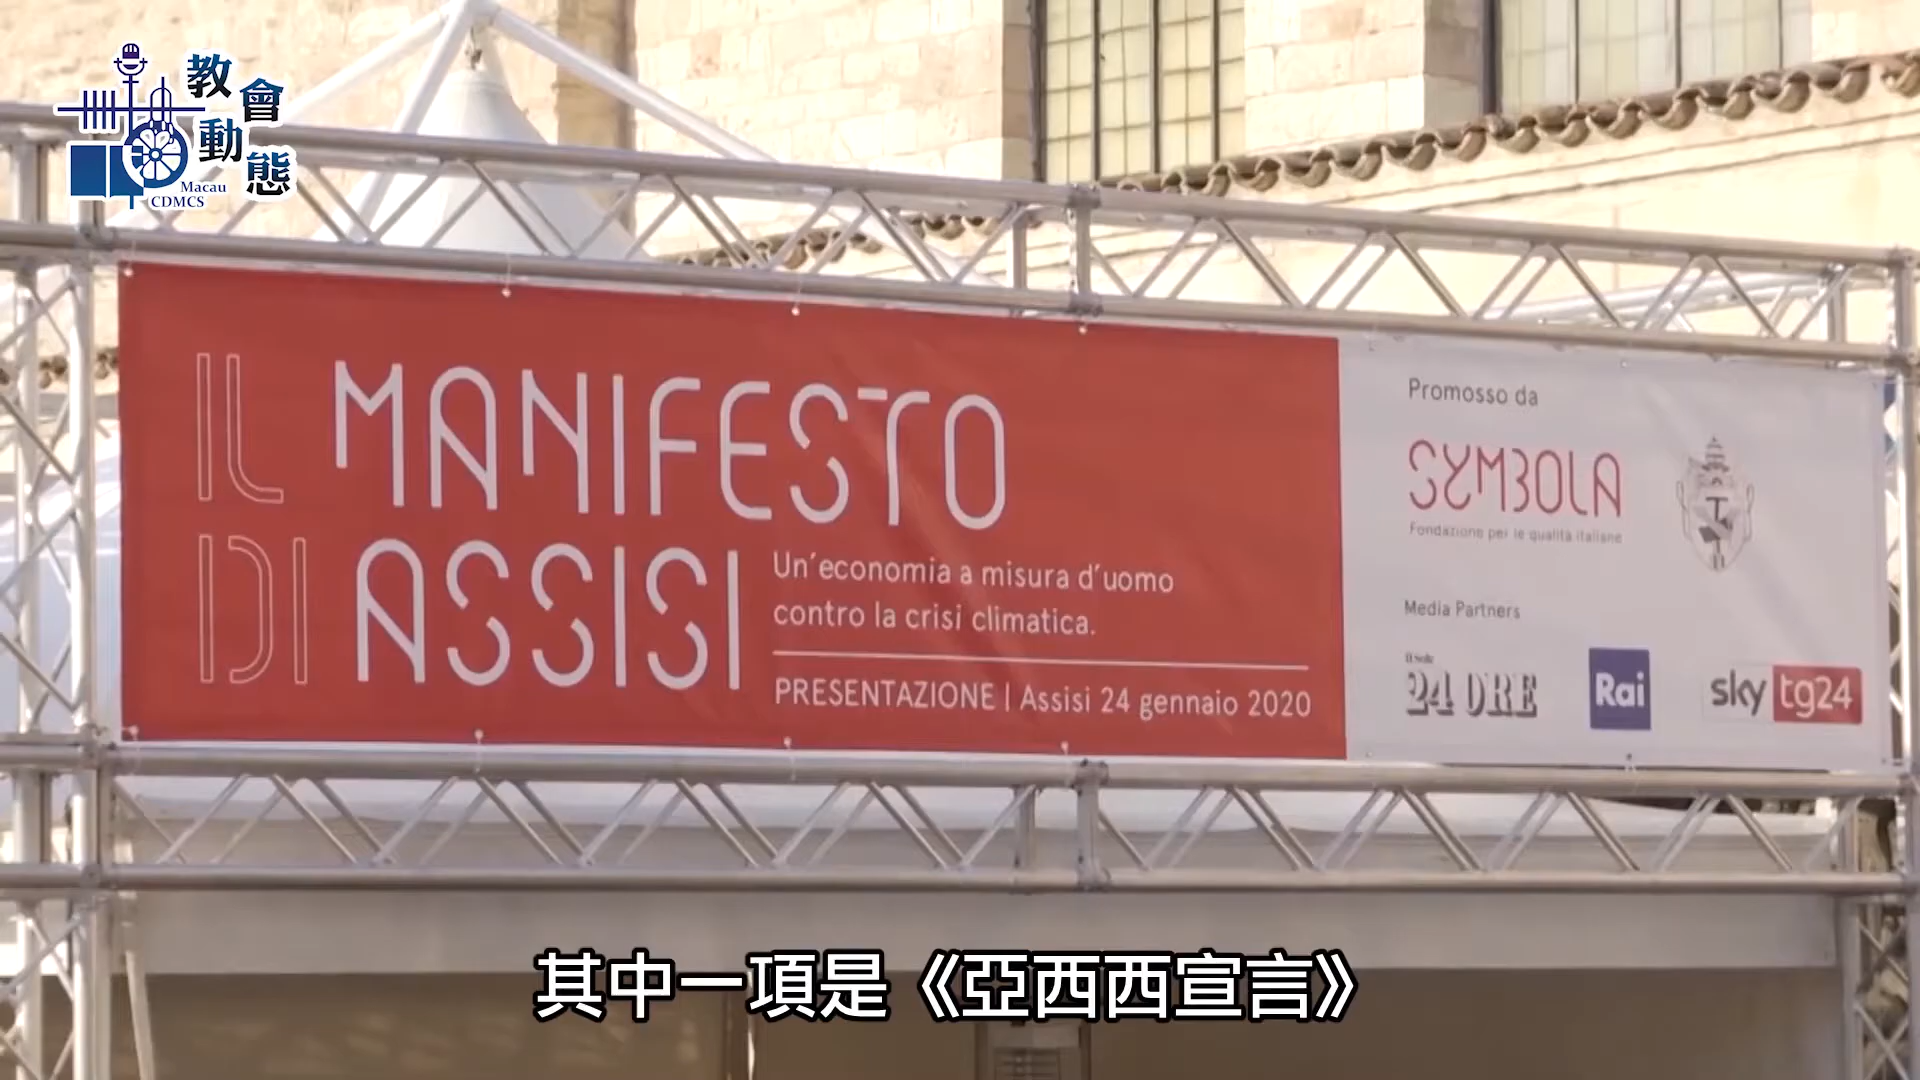 教會動態
Macau
CDMCS
IL MANIFESTO
DI ASSISI
Un'economia a misura d'uomo
contro la crisi climatica.
PRESENTAZIONE | Assisi 24 gennaio 2020
Promosso da
SYMBOLA
Fondazione per le qualità italiane
Media Partners
Il Sole
24 ORE
Rai
sky tg24
其中一項是《亞西西宣言》